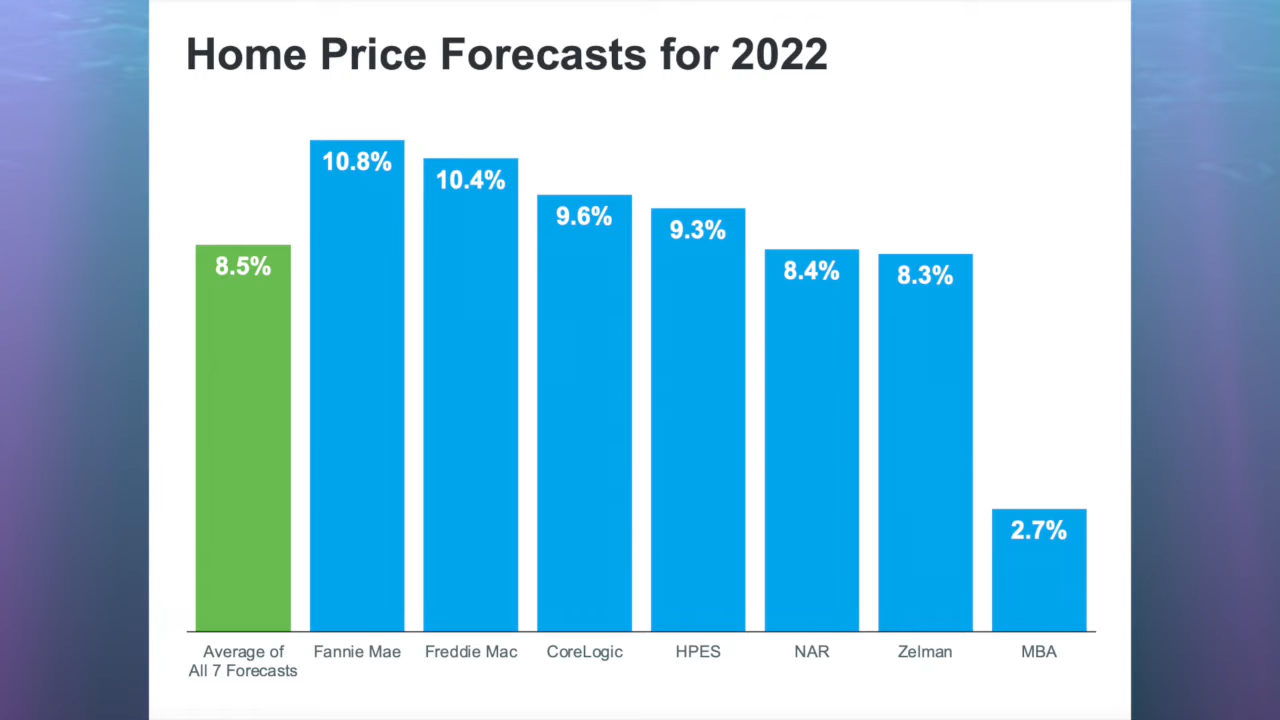 Home Price Forecasts for 2022
8.5%
10.8%
10.4%
9.6%
9.3%
8.4%
8.3%
2.7%
Average of
All 7 Forecasts
Fannie Mae
Freddie Mac
CoreLogic
HPES
NAR
Zelman
MBA